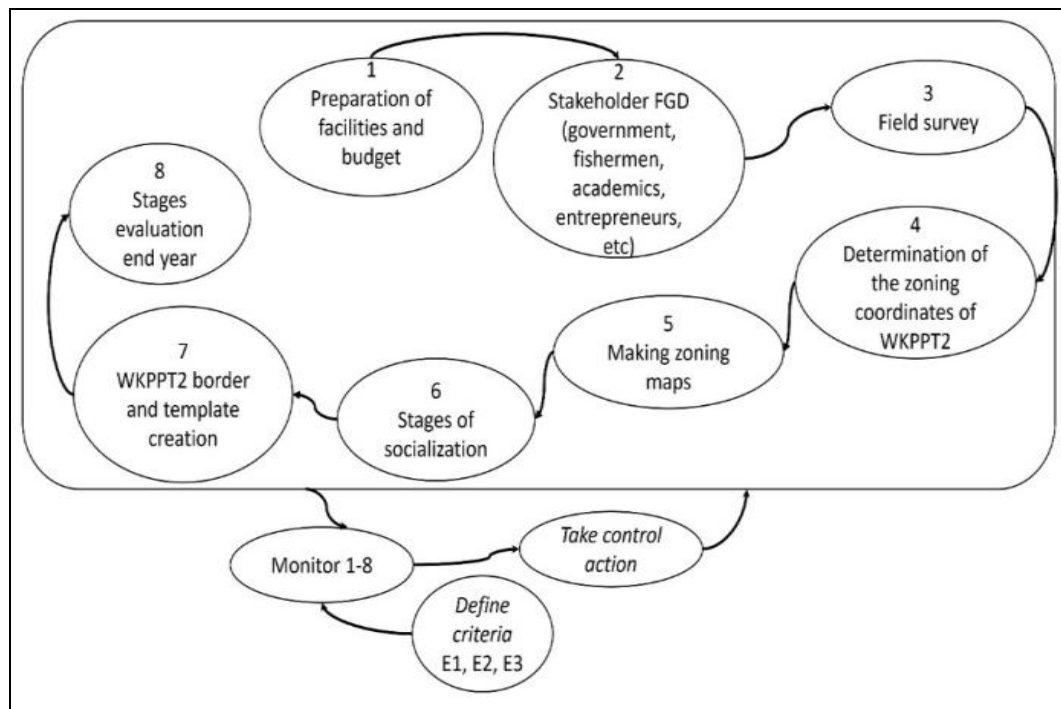 1
Preparation of
facilities and
budget
2
Stakeholder FGD
(government,
fishermen,
academics,
entrepreneurs,
etc)
3
Field survey
4
Determination of
the zoning
coordinates of
WKPPT2
5
Making zoning
maps
6
Stages of
socialization
7
WKPPT2 border
and template
creation
8
Stages
evaluation
end year
Monitor 1-8
Take control
action
Define
criteria
E1, E2, E3